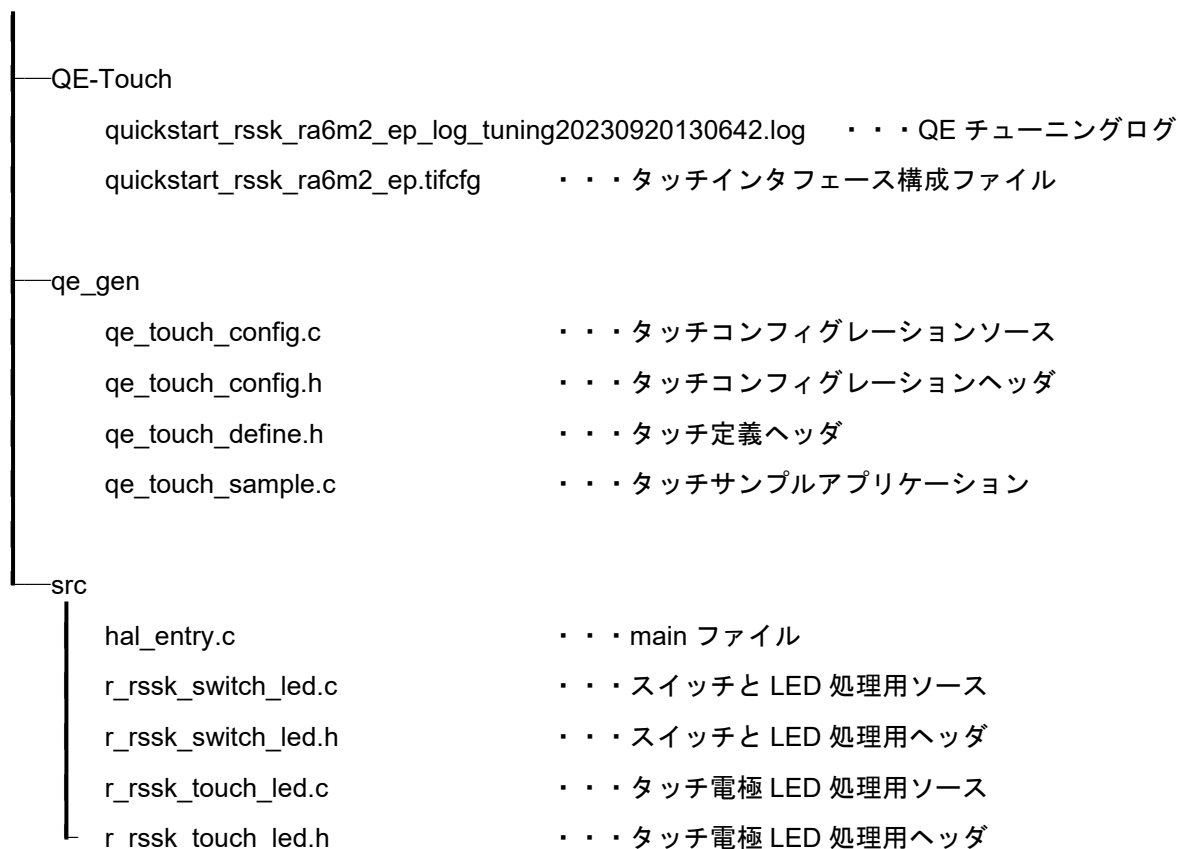 QE-Touch
quickstart_rssk_ra6m2_ep_log_tuning20230920130642.log ・・・QE チューニングログ
quickstart_rssk_ra6m2_ep.tifcfg ・・・タッチインタフェース構成ファイル
qe_gen
qe_touch_config.c ・・・タッチコンフィグレーションソース
qe_touch_config.h ・・・タッチコンフィグレーションヘッダ
qe_touch_define.h ・・・タッチ定義ヘッダ
qe_touch_sample.c ・・・タッチサンプルアプリケーション
src
hal_entry.c ・・・main ファイル
r_rssk_switch_led.c ・・・スイッチと LED 処理用ソース
r_rssk_switch_led.h ・・・スイッチと LED 処理用ヘッダ
r_rssk_touch_led.c ・・・タッチ電極 LED 処理用ソース
r_rssk_touch_led.h ・・・タッチ電極 LED 処理用ヘッダ